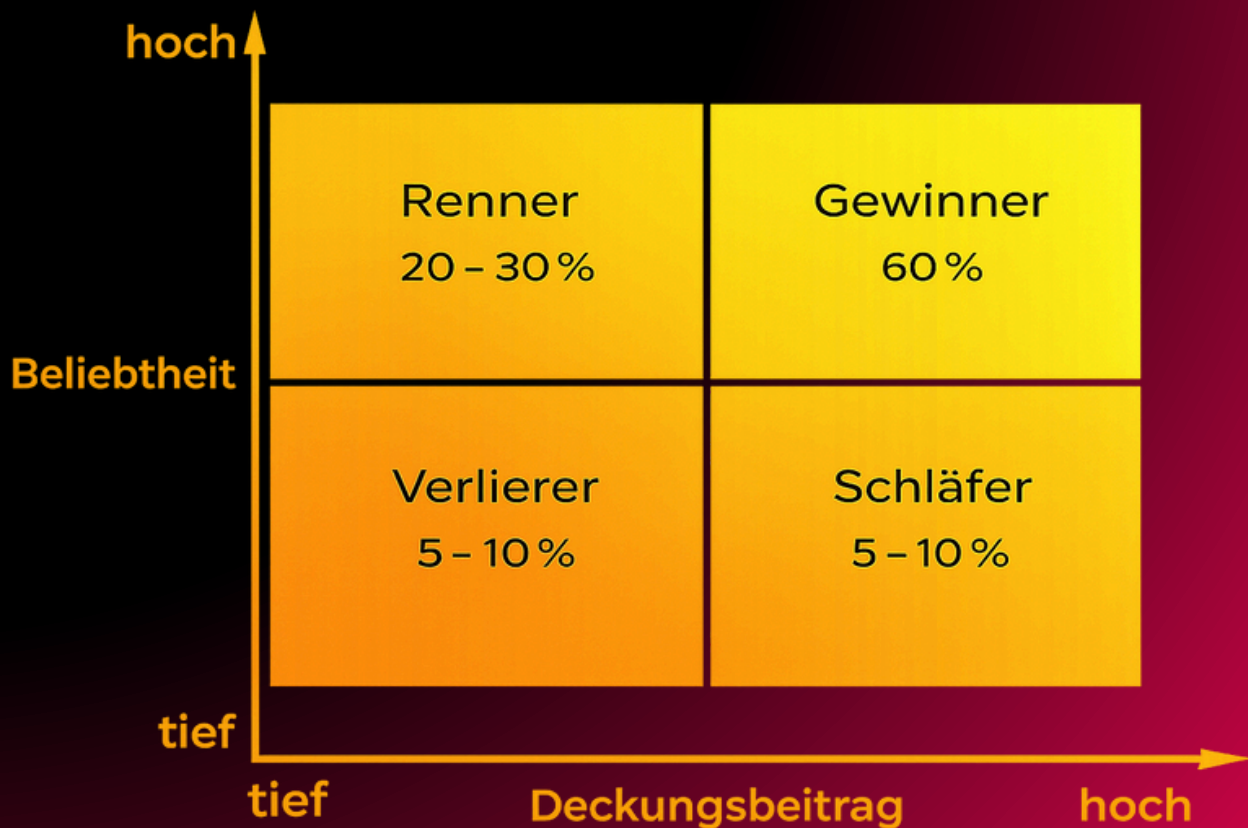 hoch
Renner
20 – 30 %
Gewinner
60 %
Beliebtheit
Verlierer
5 – 10 %
Schläfer
5 – 10 %
tief
tief
Deckungsbeitrag
hoch